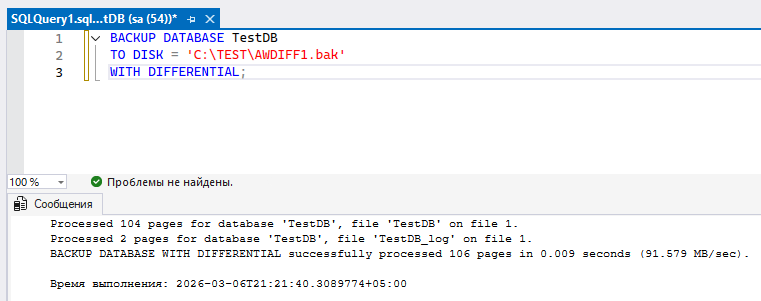 SQLQuery1.sql...tDB (sa (54))*
1 BACKUP DATABASE TestDB
2 TO DISK = 'C:\TEST\AWDIFF1.bak'
3 WITH DIFFERENTIAL;
100 % Проблемы не найдены.
Сообщения
Processed 104 pages for database 'TestDB', file 'TestDB' on file 1.
Processed 2 pages for database 'TestDB', file 'TestDB_log' on file 1.
BACKUP DATABASE WITH DIFFERENTIAL successfully processed 106 pages in 0.009 seconds (91.579 MB/sec).
Время выполнения: 2026-03-06T21:21:40.3089774+05:00